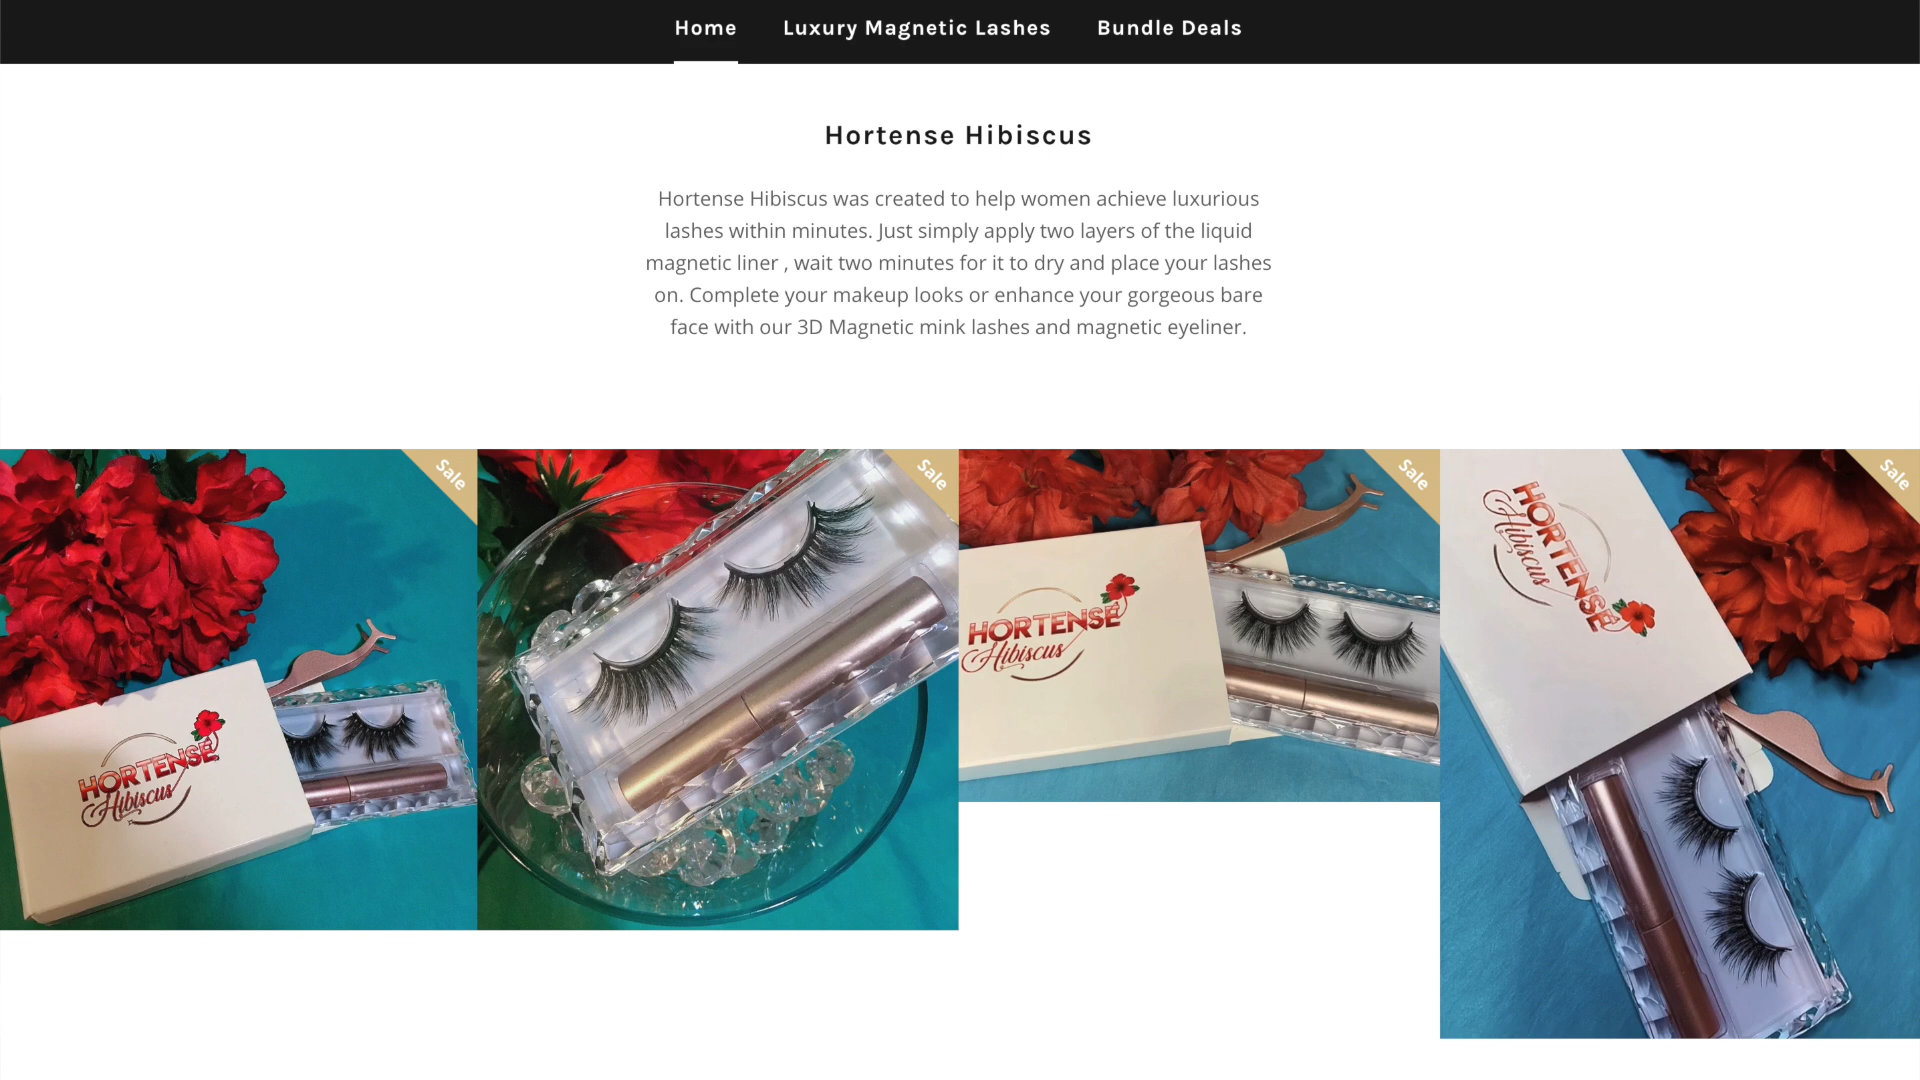 Home Luxury Magnetic Lashes Bundle Deals
Hortense Hibiscus
Hortense Hibiscus was created to help women achieve luxurious
lashes within minutes. Just simply apply two layers of the liquid
magnetic liner , wait two minutes for it to dry and place your lashes
on. Complete your makeup looks or enhance your gorgeous bare
face with our 3D Magnetic mink lashes and magnetic eyeliner.
Sale
Sale
Sale
Sale
HORTENSE
Hibiscus
HORTENSE
Hibiscus
HORTENSE
Hibiscus